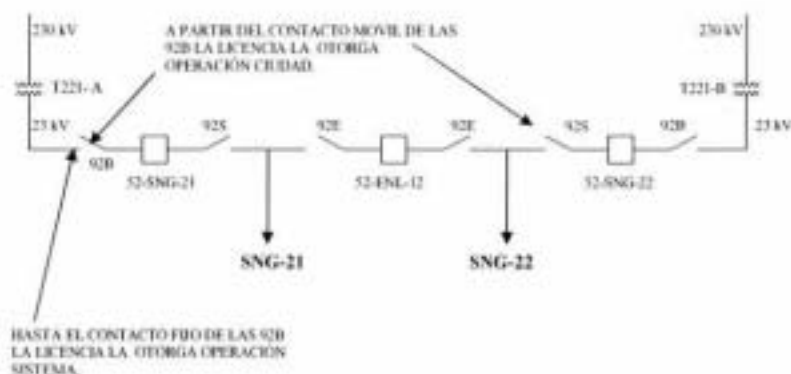 230 kV
A PARTIR DEL CONTACTO MOVIL DE LAS
92B LA LICENCIA LA OTORGA
OPERACIÓN CIUDAD.
230 kV
T221-A
T221-B
23 kV
92B
92S
92E
92E
92S
92B
23 kV
52-SNG-21
52-ENL-12
52-SNG-22
SNG-21
SNG-22
HASTA EL CONTACTO FIJO DE LAS 92B
LA LICENCIA LA OTORGA OPERACIÓN
SISTEMA.